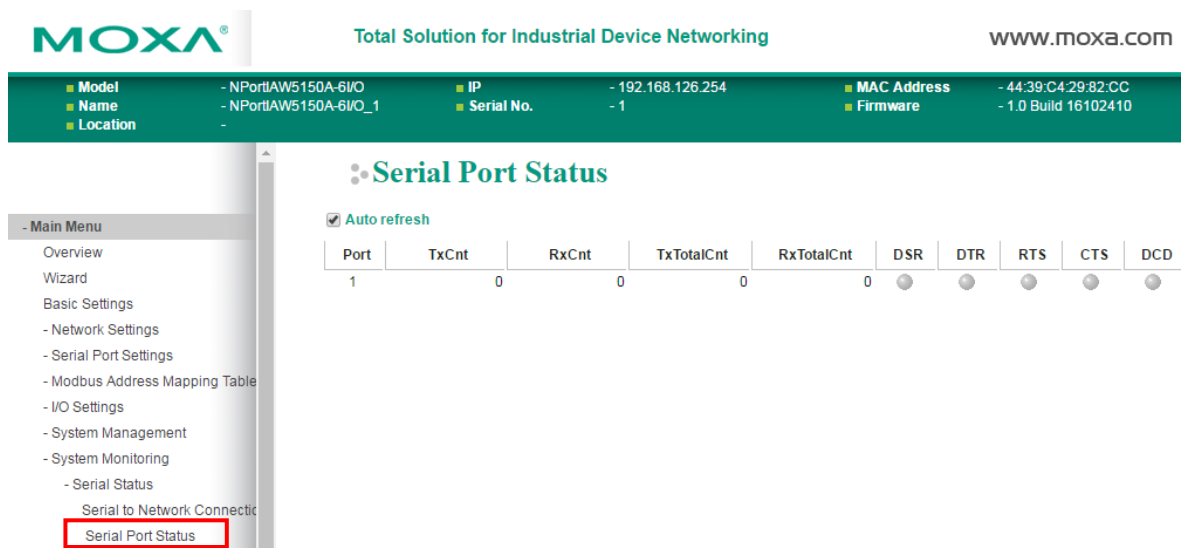 MOXA®
Total Solution for Industrial Device Networking
www.moxa.com
Model - NPortIAW5150A-6I/O IP - 192.168.126.254 MAC Address - 44:39:C4:29:82:CC
Name - NPortIAW5150A-6I/O_1 Serial No. - 1 Firmware - 1.0 Build 16102410
Location -
Serial Port Status
Auto refresh
Port TxCnt RxCnt TxTotalCnt RxTotalCnt DSR DTR RTS CTS DCD
1 0 0 0 0
- Main Menu
Overview
Wizard
Basic Settings
- Network Settings
- Serial Port Settings
- Modbus Address Mapping Table
- I/O Settings
- System Management
- System Monitoring
- Serial Status
Serial to Network Connectio
Serial Port Status